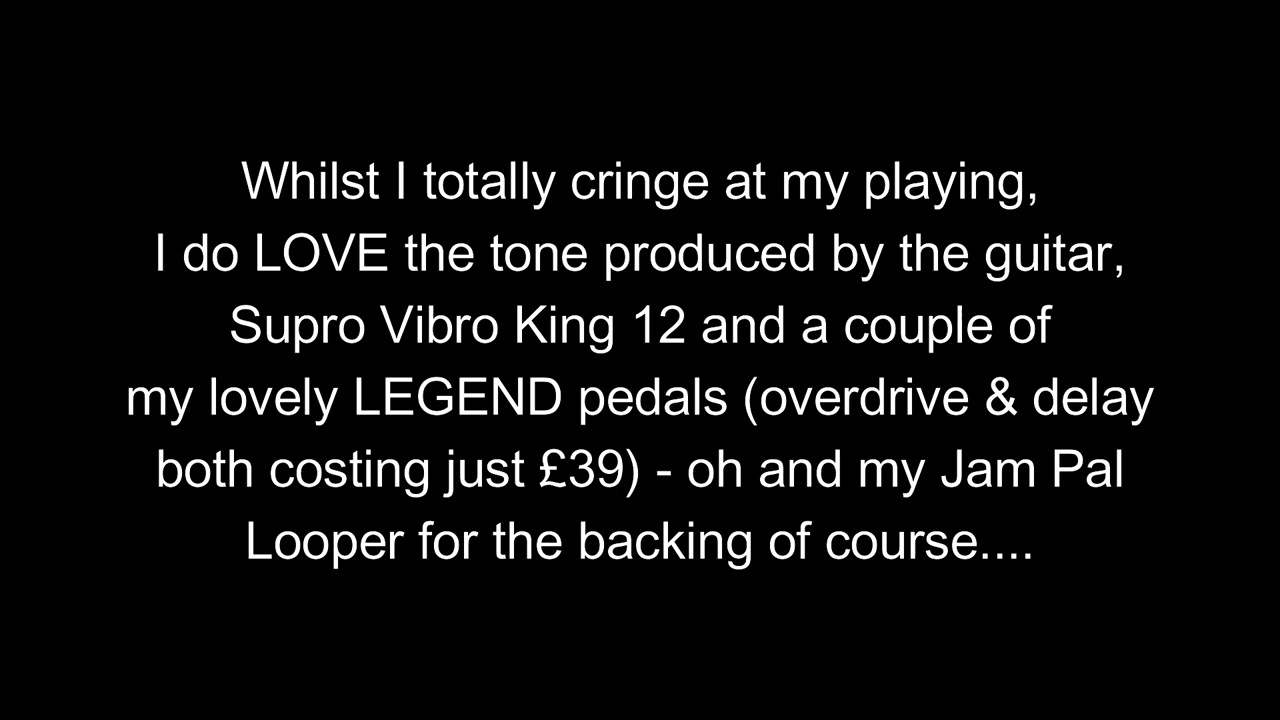 Whilst I totally cringe at my playing,
I do LOVE the tone produced by the guitar,
Supro Vibro King 12 and a couple of
my lovely LEGEND pedals (overdrive & delay
both costing just £39) - oh and my Jam Pal
Looper for the backing of course....